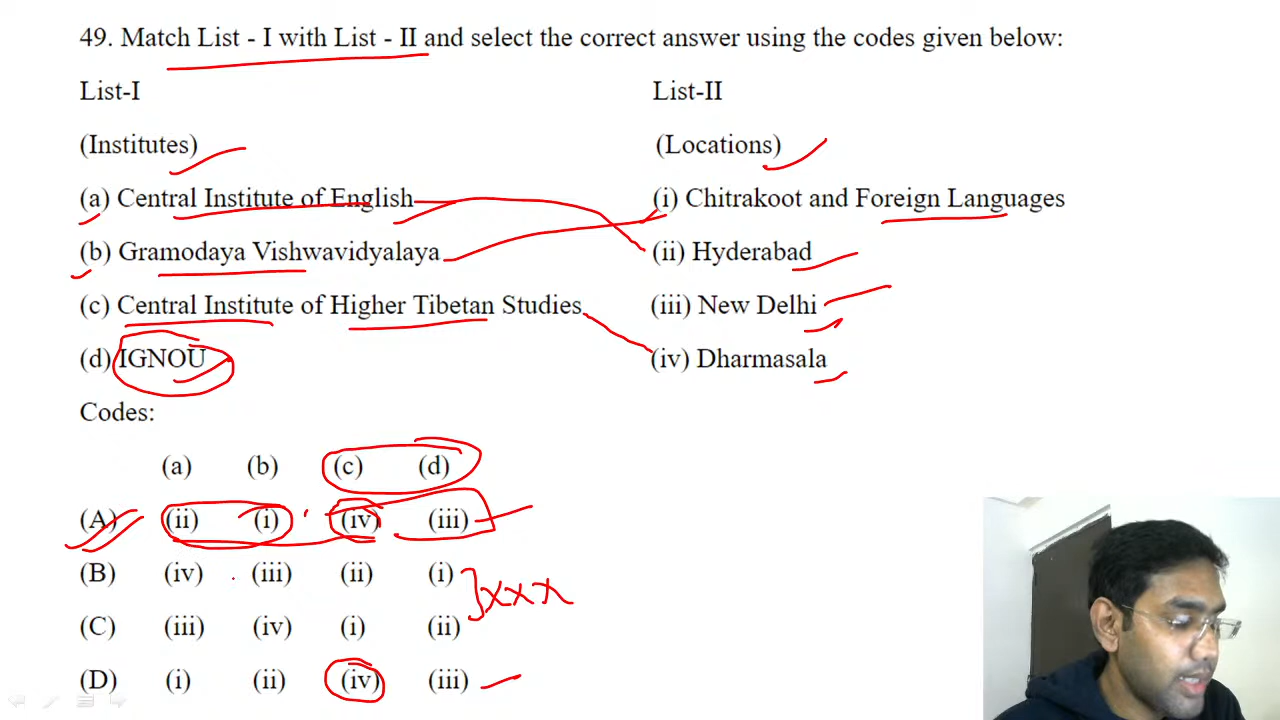 49. Match List - I with List - II and select the correct answer using the codes given below:
List-I List-II
(Institutes) (Locations)
(a) Central Institute of English (i) Chitrakoot and Foreign Languages
(b) Gramodaya Vishwavidyalaya (ii) Hyderabad
(c) Central Institute of Higher Tibetan Studies (iii) New Delhi
(d) IGNOU (iv) Dharmasala
Codes:
(a) (b) (c) (d)
(A) (ii) (i) (iv) (iii)
(B) (iv) (iii) (ii) (i)
(C) (iii) (iv) (i) (ii)
(D) (i) (ii) (iv) (iii)